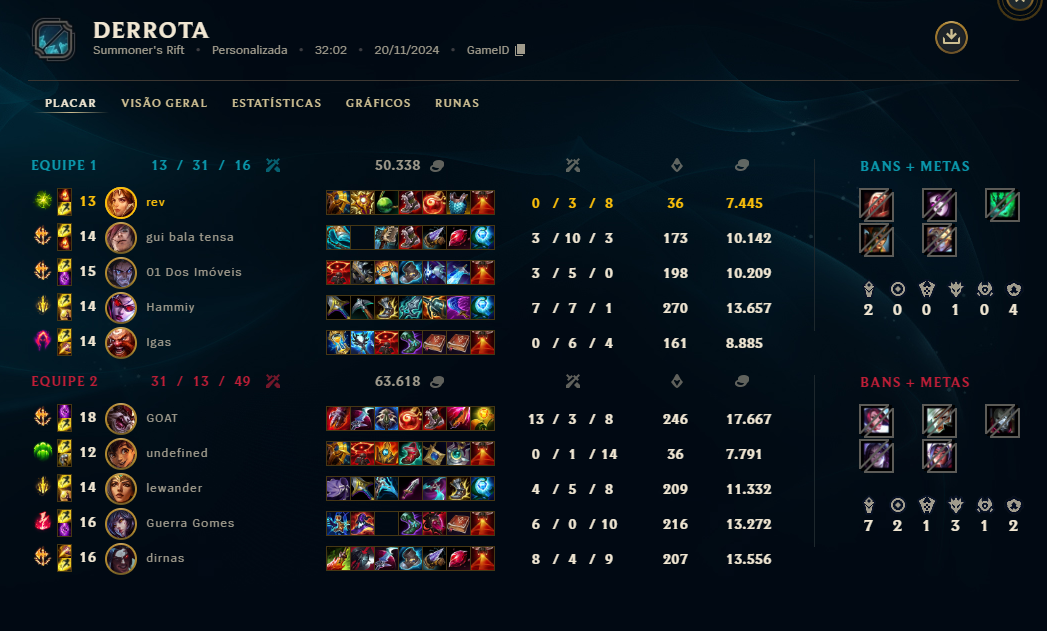 DERROTA
Summoner's Rift • Personalizada • 32:02 • 20/11/2024 • GameID
PLACAR VISÃO GERAL ESTATÍSTICAS GRÁFICOS RUNAS
EQUIPE 1 13 / 31 / 16 50.338 BANS + METAS
13 rev 0 / 3 / 8 36 7.445
14 gui bala tensa 3 / 10 / 3 173 10.142
15 01 Dos Imóveis 3 / 5 / 0 198 10.209
14 Hammiy 7 / 7 / 1 270 13.657
2 0 0 1 0 4
14 Igas 0 / 6 / 4 161 8.885
EQUIPE 2 31 / 13 / 49 63.618 BANS + METAS
18 GOAT 13 / 3 / 8 246 17.667
12 undefined 0 / 1 / 14 36 7.791
14 lewander 4 / 5 / 8 209 11.332
16 Guerra Gomes 6 / 0 / 10 216 13.272
7 2 1 3 1 2
16 dirnas 8 / 4 / 9 207 13.556